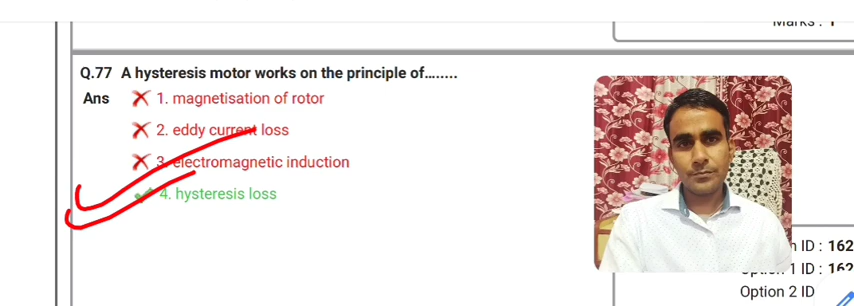 Marks : 1
Q.77 A hysteresis motor works on the principle of.......
Ans 1. magnetisation of rotor
2. eddy current loss
3. electromagnetic induction
4. hysteresis loss
ID : 162
1 ID : 162
Option 2 ID